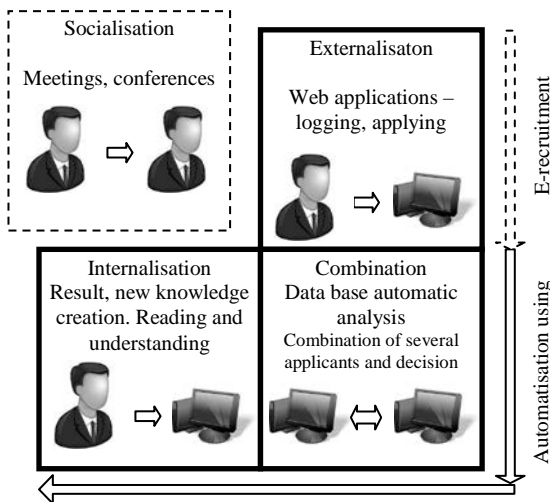 Socialisation
Meetings, conferences
Externalisaton
Web applications –
logging, applying
Internalisation
Result, new knowledge
creation. Reading and
understanding
Combination
Data base automatic
analysis
Combination of several
applicants and decision
E-recruitment
Automatisation using